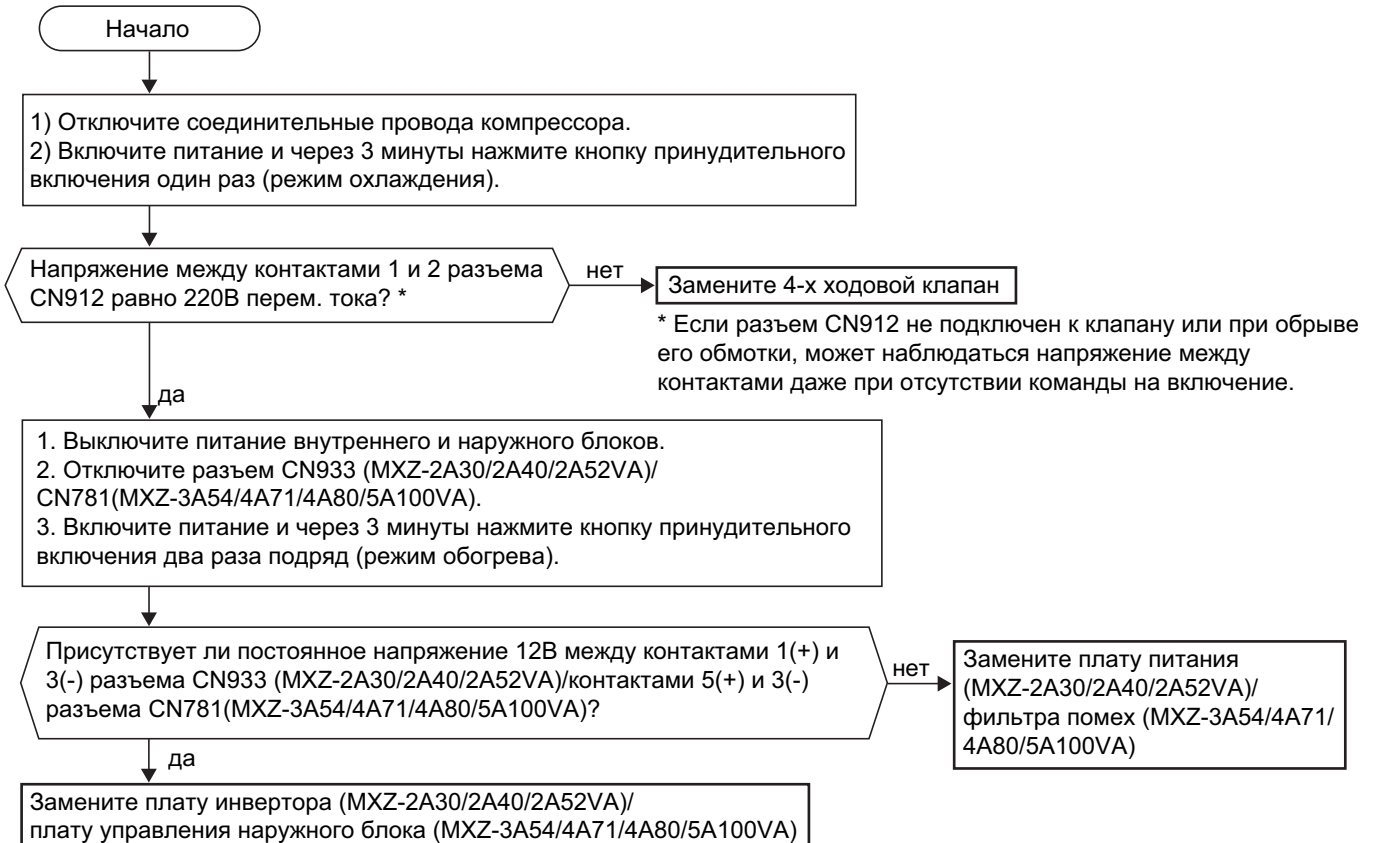 Начало
1) Отключите соединительные провода компрессора.
2) Включите питание и через 3 минуты нажмите кнопку принудительного
включения один раз (режим охлаждения).
Напряжение между контактами 1 и 2 разъема
CN912 равно 220В перем. тока? *
нет
Замените 4-х ходовой клапан
* Если разъем CN912 не подключен к клапану или при обрыве
его обмотки, может наблюдаться напряжение между
контактами даже при отсутствии команды на включение.
да
1. Выключите питание внутреннего и наружного блоков.
2. Отключите разъем CN933 (MXZ-2A30/2A40/2A52VA)/
CN781(MXZ-3A54/4A71/4A80/5A100VA).
3. Включите питание и через 3 минуты нажмите кнопку принудительного
включения два раза подряд (режим обогрева).
Присутствует ли постоянное напряжение 12В между контактами 1(+) и
3(-) разъема CN933 (MXZ-2A30/2A40/2A52VA)/контактами 5(+) и 3(-)
разъема CN781(MXZ-3A54/4A71/4A80/5A100VA)?
нет
Замените плату питания
(MXZ-2A30/2A40/2A52VA)/
фильтра помех (MXZ-3A54/4A71/
4A80/5A100VA)
да
Замените плату инвертора (MXZ-2A30/2A40/2A52VA)/
плату управления наружного блока (MXZ-3A54/4A71/4A80/5A100VA)